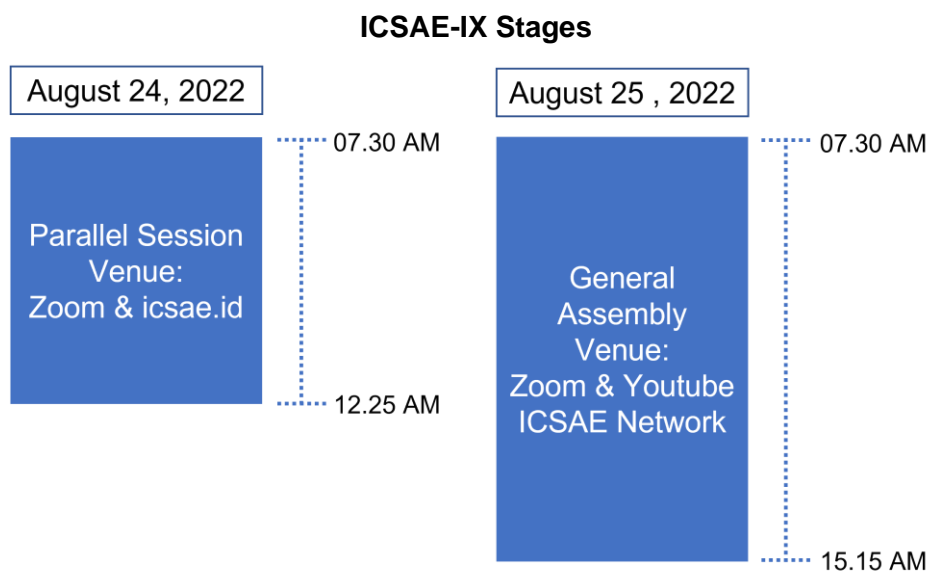 ICSAE-IX Stages
August 24, 2022
07.30 AM
Parallel Session
Venue:
Zoom & icsae.id
12.25 AM
August 25 , 2022
07.30 AM
General
Assembly
Venue:
Zoom & Youtube
ICSAE Network
15.15 AM